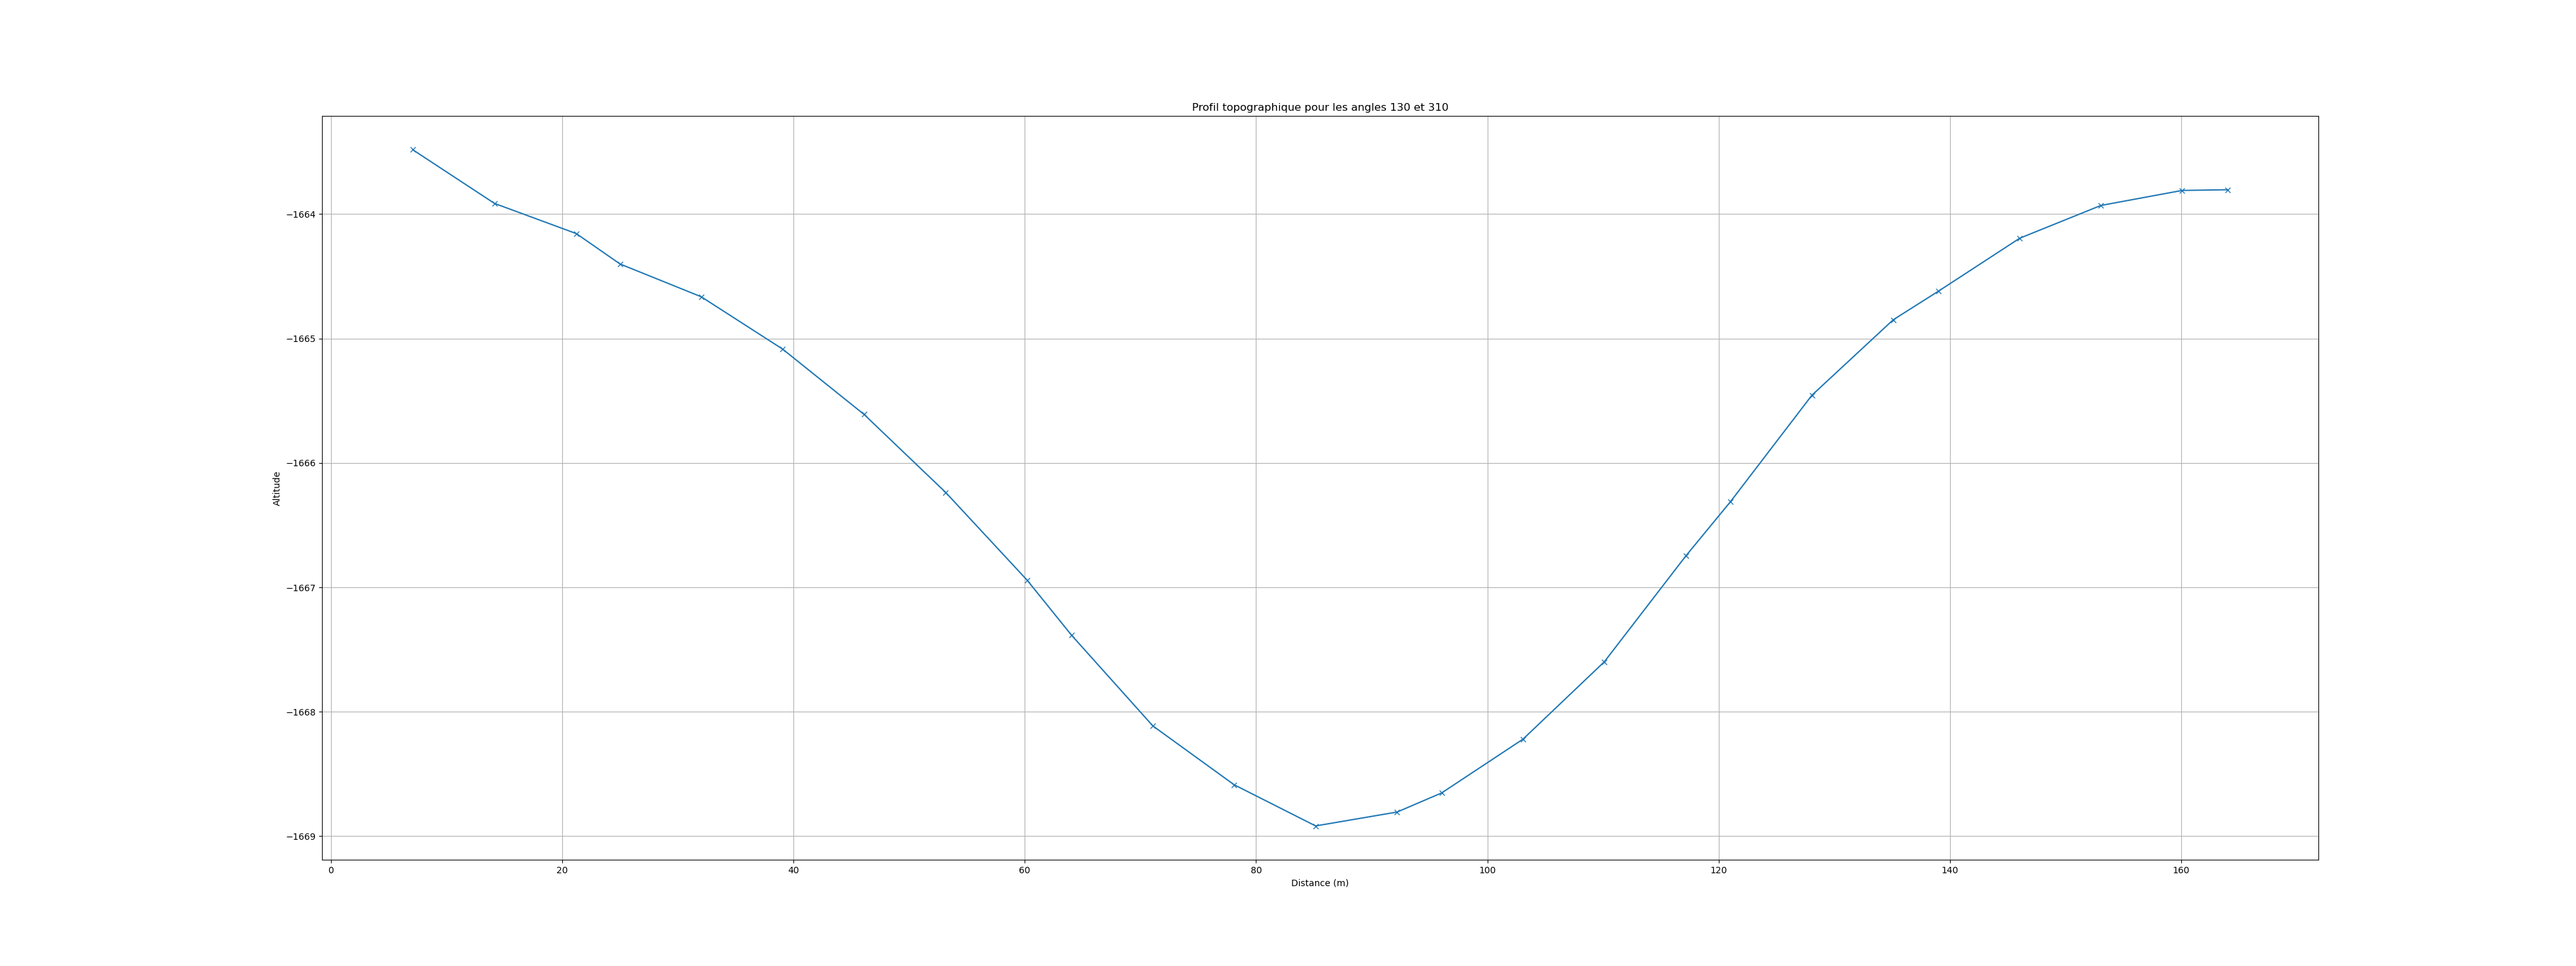 Profil topographique pour les angles 130 et 310
−1664
−1665
−1666
−1667
−1668
−1669
Altitude
0 20 40 60 80 100 120 140 160
Distance (m)